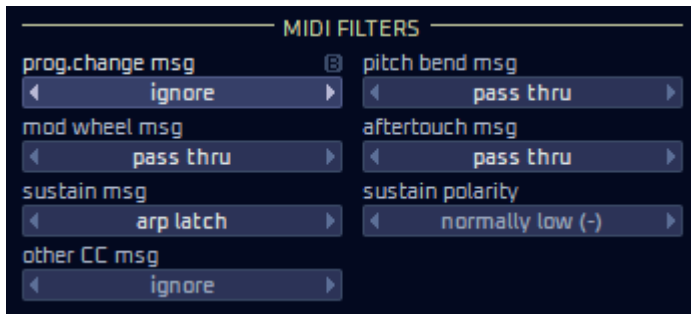 MIDI FILTERS
prog.change msg B pitch bend msg
ignore pass thru
mod wheel msg aftertouch msg
pass thru pass thru
sustain msg sustain polarity
arp latch normally low (-)
other CC msg
ignore